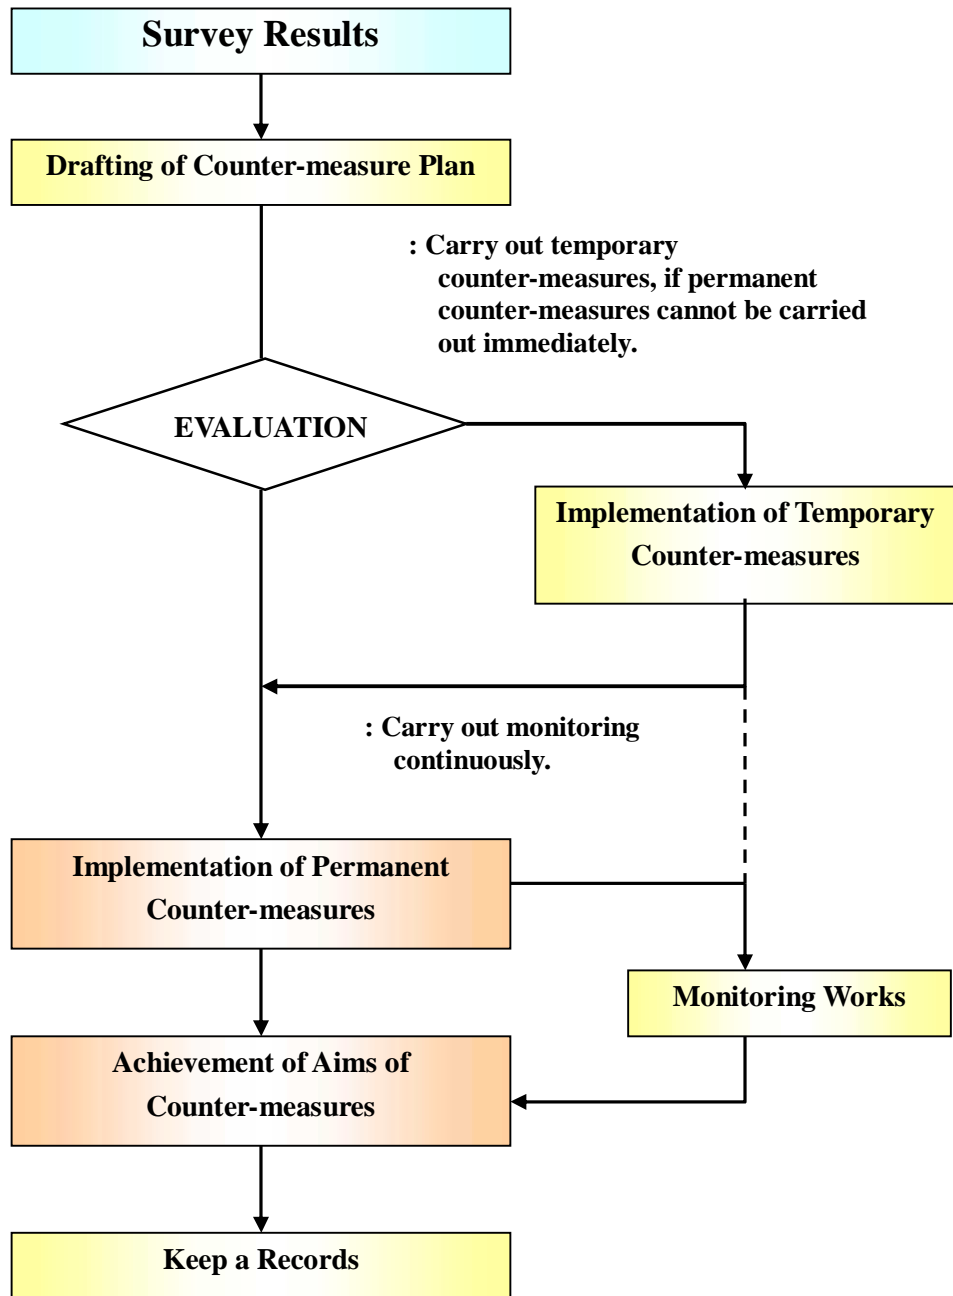 Survey Results
Drafting of Counter-measure Plan
: Carry out temporary
counter-measures, if permanent
counter-measures cannot be carried
out immediately.
EVALUATION
Implementation of Temporary
Counter-measures
: Carry out monitoring
continuously.
Implementation of Permanent
Counter-measures
Monitoring Works
Achievement of Aims of
Counter-measures
Keep a Records